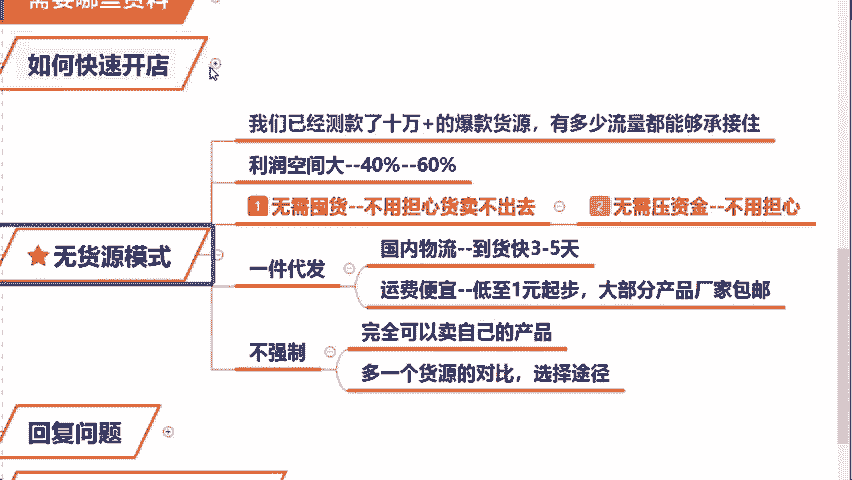 需要哪些资料
如何快速开店
我们已经测款了十万+的爆款货源，有多少流量都能够承接住
利润空间大--40%--60%
1 无需囤货--不用担心货卖不出去
2 无需压资金--不用担心
无货源模式
一件代发
国内物流--到货快3-5天
运费便宜--低至1元起步，大部分产品厂家包邮
不强制
完全可以卖自己的产品
多一个货源的对比，选择途径
回复问题